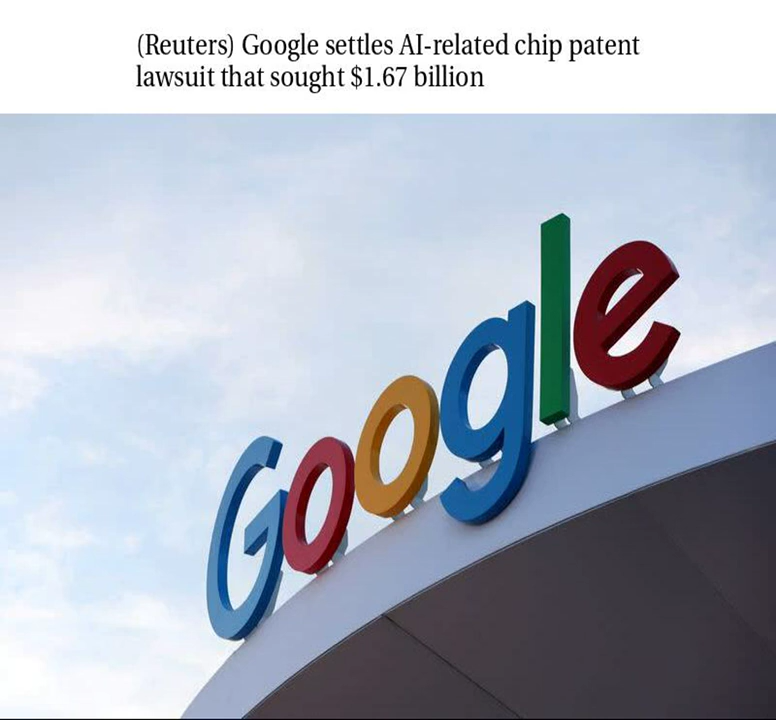 (Reuters) Google settles AI-related chip patent
lawsuit that sought $1.67 billion
Google